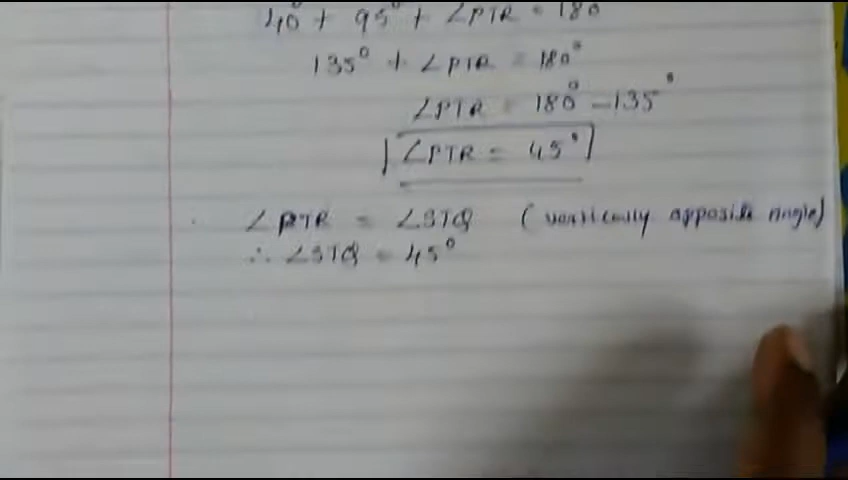 40° + 95° + ∠PTR = 180
135° + ∠PTR = 180°
∠PTR = 180° - 135°
∠PTR = 45°
∠PTR = ∠STQ (vertically opposite angle)
∴ ∠STQ = 45°